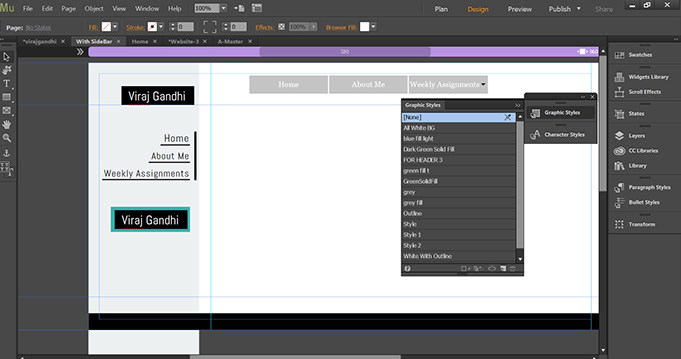 Mu File Edit Page Object View Window Help 100%
Plan Design Preview Publish Share
Page: No States Fill: Stroke: 0 0 Effects: 100% Browse Fill:
*virajgandhi × With SideBar × Home × *Website-3 × A-Master ×
320
960
Viraj Gandhi
Home
About Me
Weekly Assignments
Viraj Gandhi
Home About Me Weekly Assignments
Graphic Styles
[None]
All White BG
blue fill light
Dark Green Solid Fill
FOR HEADER 3
green fill t
GreenSolidFill
grey
grey fill
Outline
Style
Style 1
Style 2
White With Outline
Graphic Styles
Character Styles
Swatches
Widgets Library
Scroll Effects
States
Layers
CC Libraries
Library
Paragraph Styles
Bullet Styles
Transform